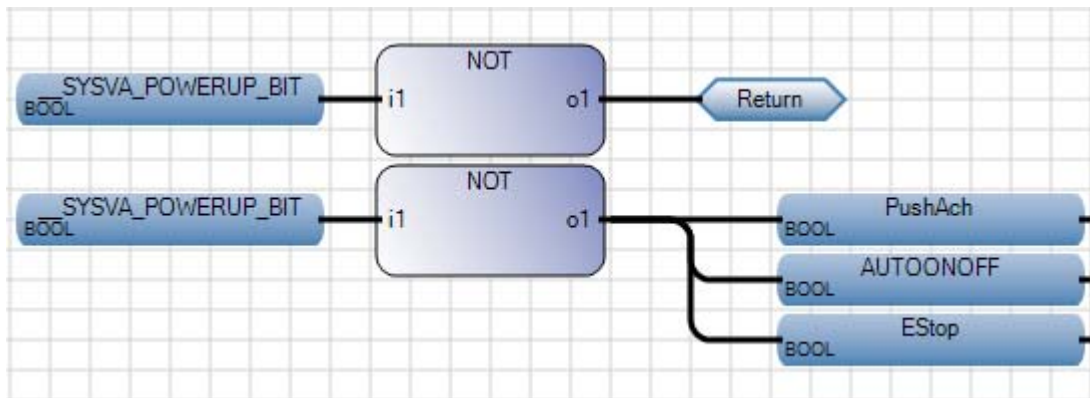 NOT
__SYSVA_POWERUP_BIT
BOOL
i1
o1
Return
NOT
__SYSVA_POWERUP_BIT
BOOL
i1
o1
PushAch
BOOL
AUTOONOFF
BOOL
EStop
BOOL